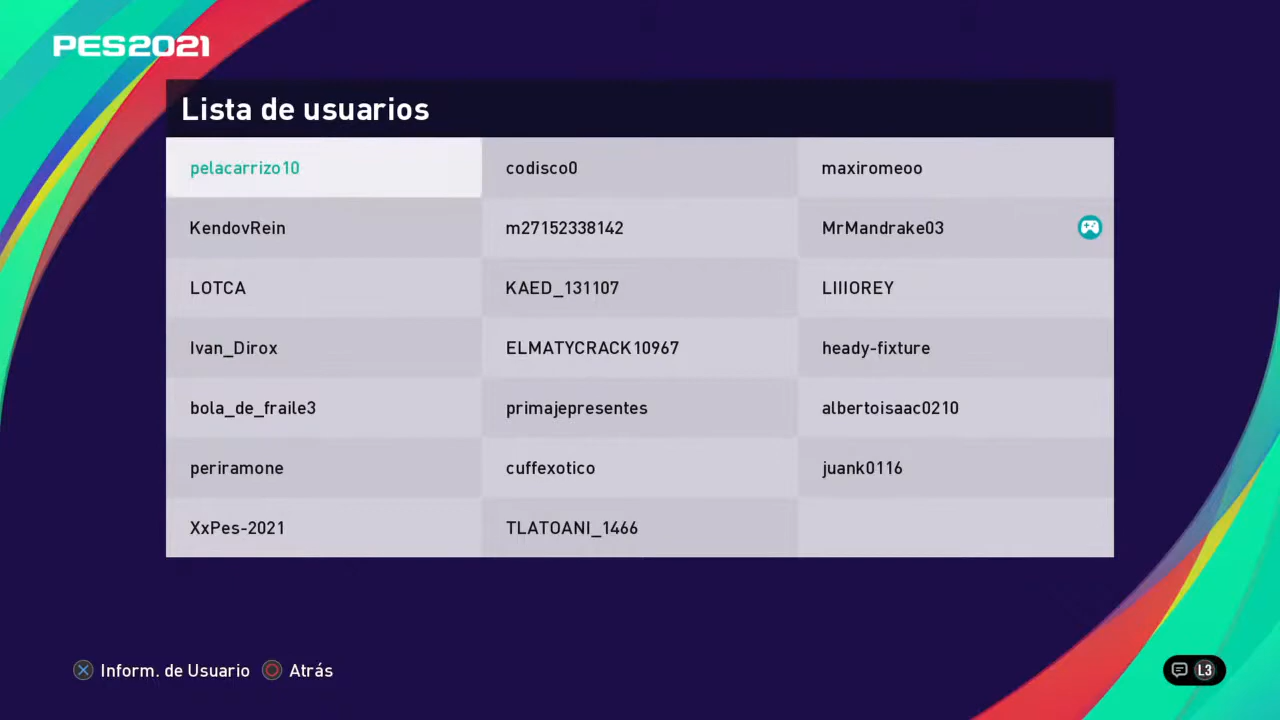 PES2021
Lista de usuarios
pelacarrizo10 codisco0 maxiromeoo
KendovRein m27152338142 MrMandrake03
LOTCA KAED_131107 LIIIOREY
Ivan_Dirox ELMATYCRACK10967 heady-fixture
bola_de_fraile3 primajepresentes albertoisaac0210
periramone cuffexotico juank0116
XxPes-2021 TLATOANI_1466
Inform. de Usuario Atrás L3